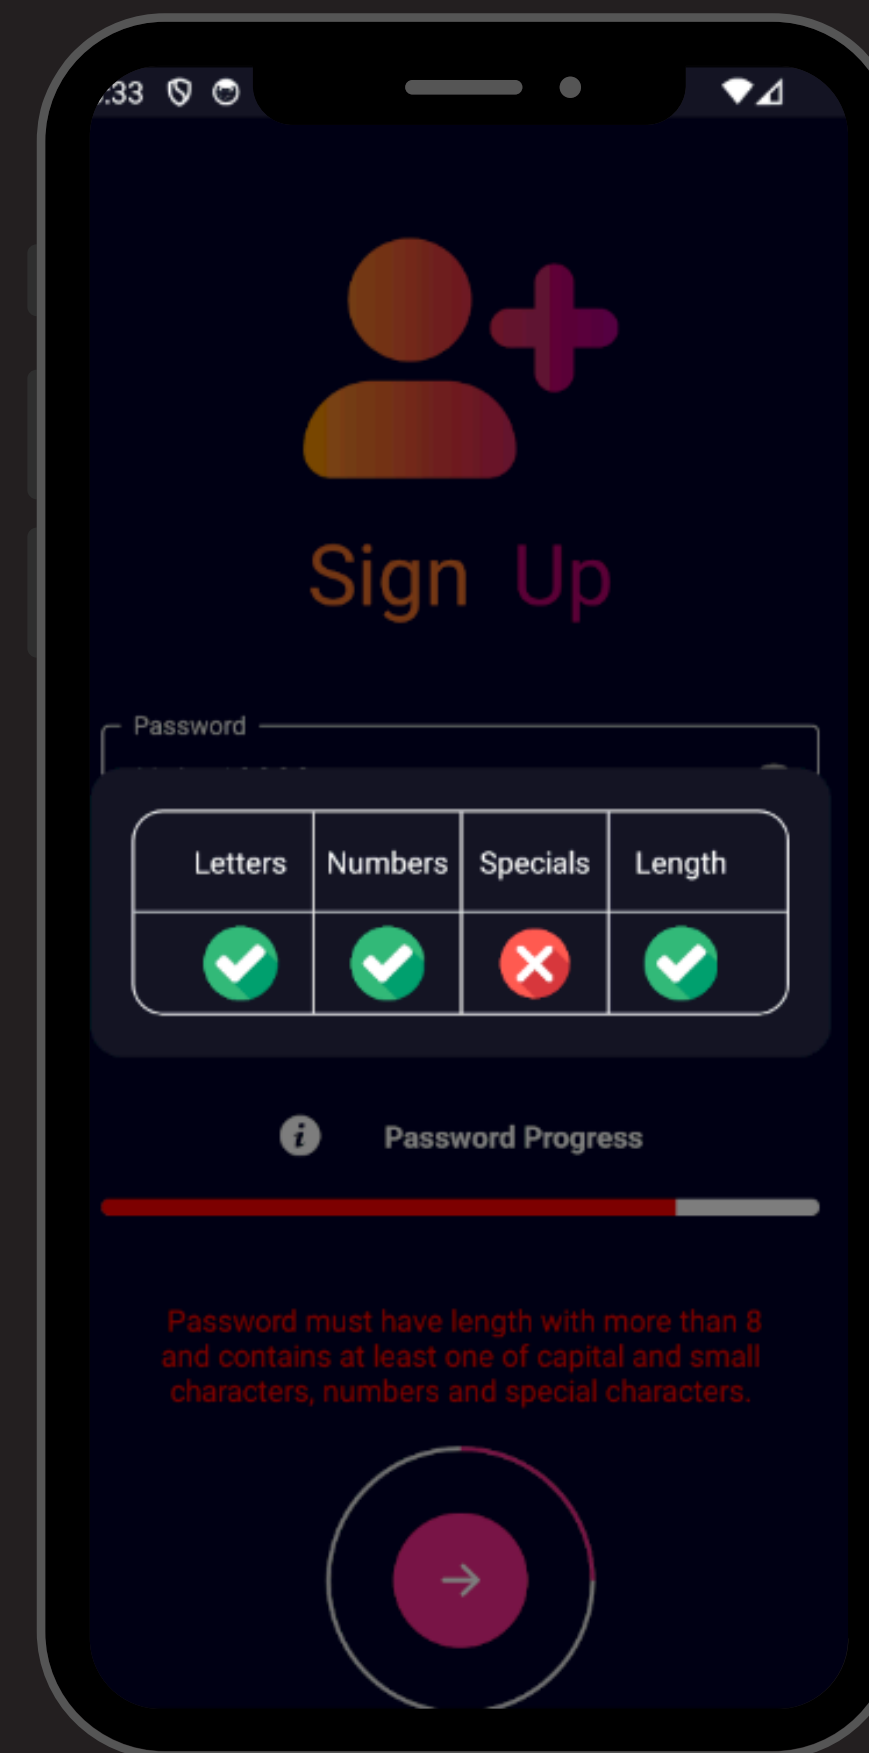 :33
Sign Up
Password
Letters Numbers Specials Length
Password Progress
Password must have length with more than 8
and contains at least one of capital and small
characters, numbers and special characters.